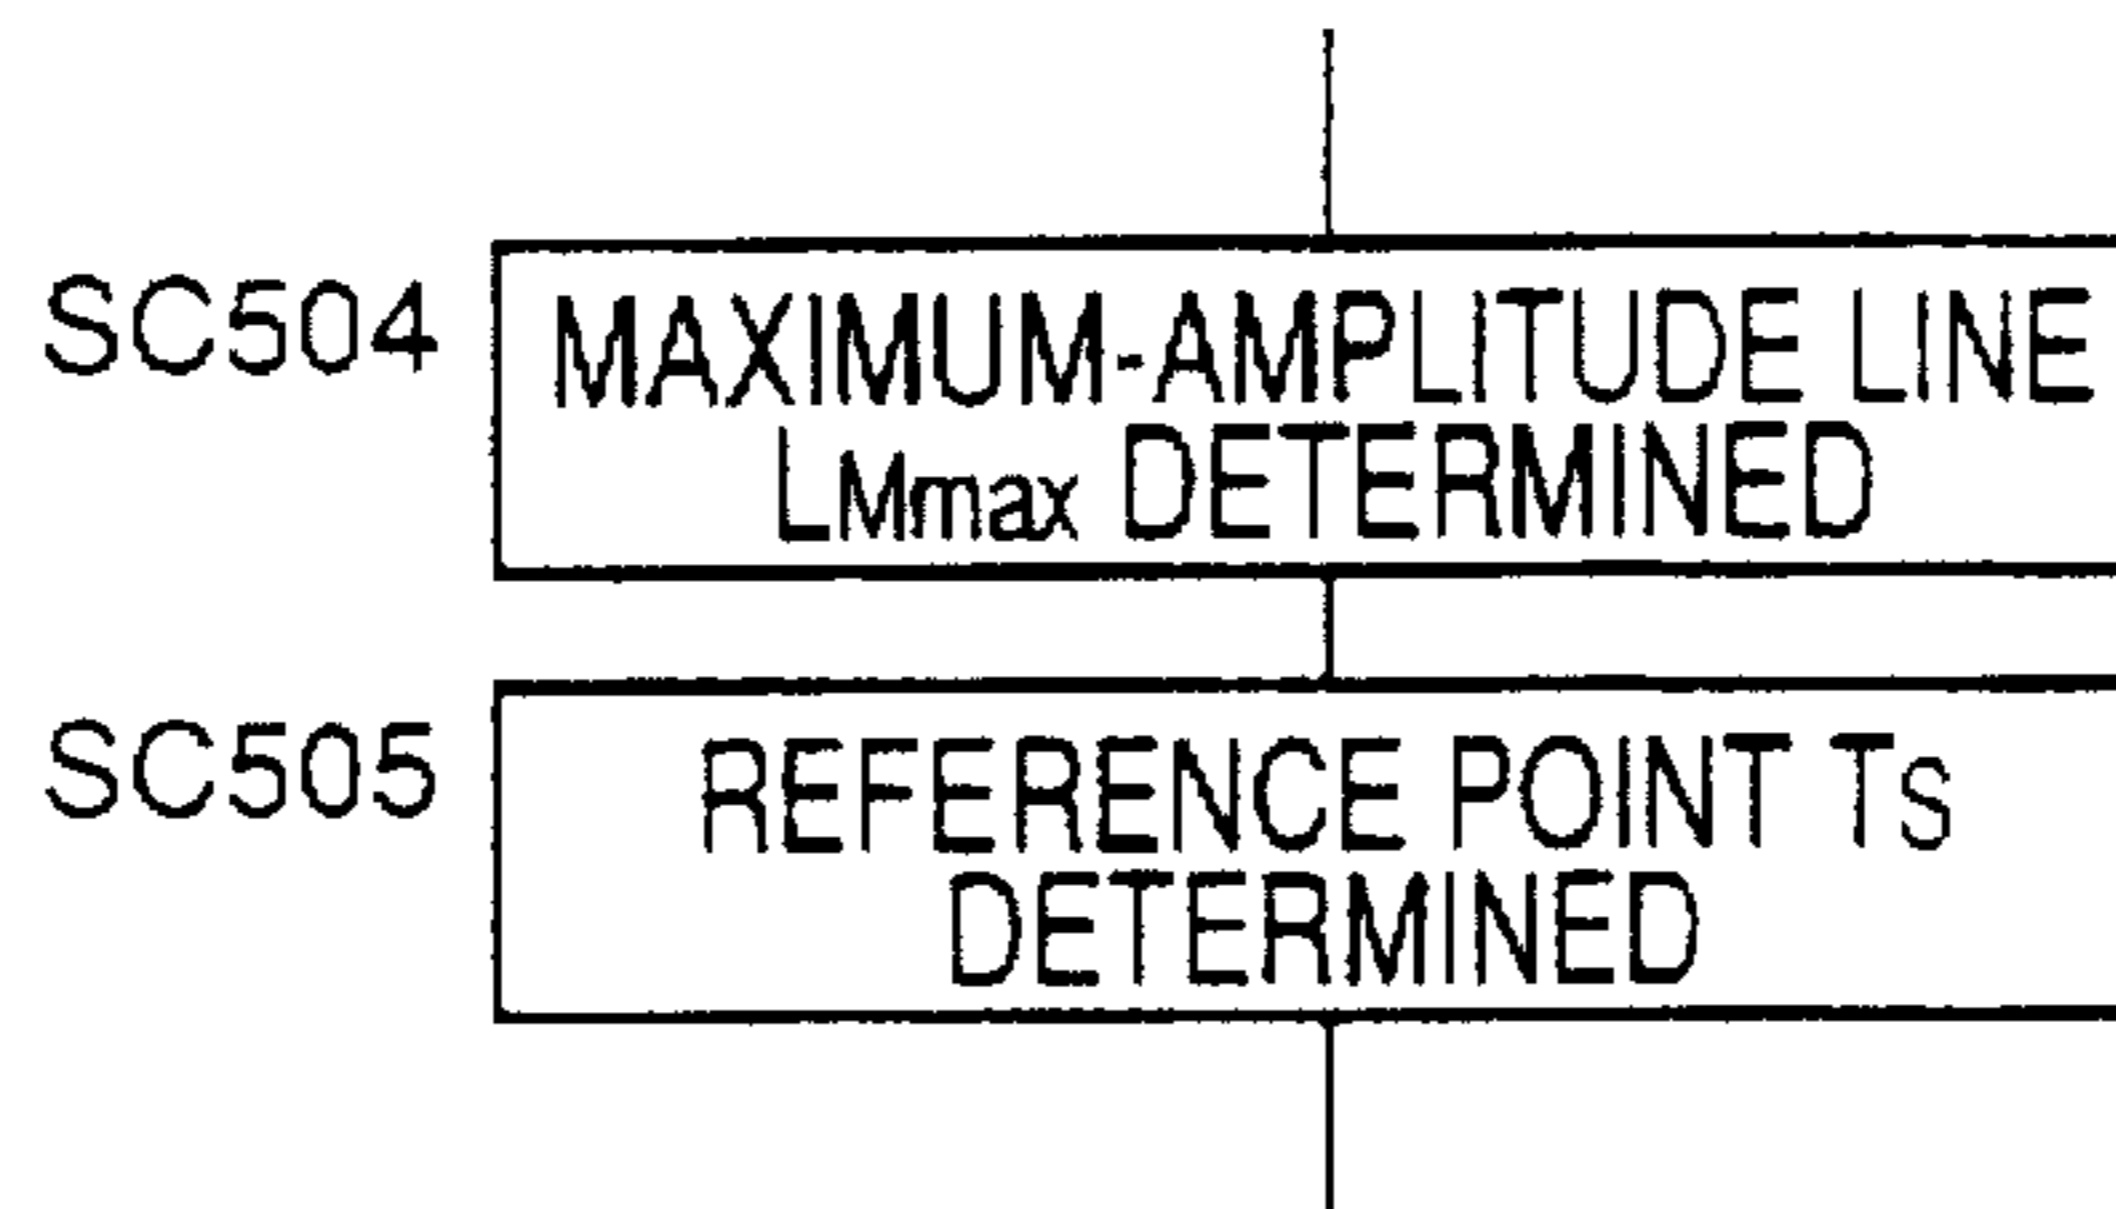 SC504
MAXIMUM-AMPLITUDE LINE
LMmax DETERMINED
SC505
REFERENCE POINT TS
DETERMINED